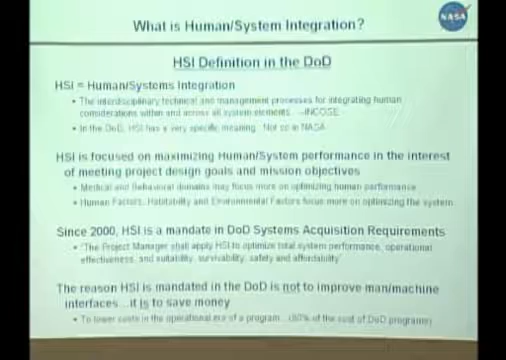 What is Human/System Integration?
NASA
HSI Definition in the DoD
HSI = Human/Systems Integration
• The interdisciplinary technical and management processes for integrating human
considerations within and across all system elements. –INCOSE
• In the DoD, HSI has a very specific meaning. Not so in NASA
HSI is focused on maximizing Human/System performance in the interest
of meeting project design goals and mission objectives
• Medical and Behavioral domains may focus more on optimizing human performance
• Human Factors, Habitability and Environmental Factors focus more on optimizing the system
Since 2000, HSI is a mandate in DoD Systems Acquisition Requirements
• "The Project Manager shall apply HSI to optimize total system performance, operational
effectiveness, and suitability, survivability, safety and affordability"
The reason HSI is mandated in the DoD is not to improve man/machine
interfaces...it is to save money
• To lower costs in the operational era of a program... (80% of the cost of DoD programs)